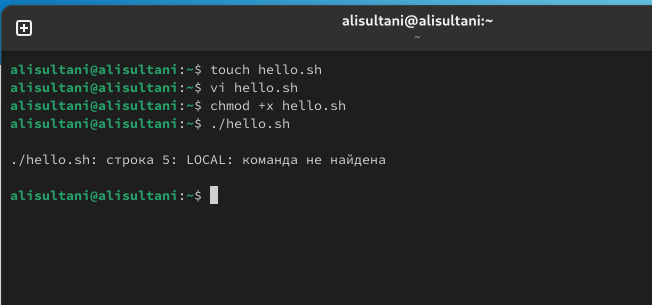 alisultani@alisultani:~
~
alisultani@alisultani:~$ touch hello.sh
alisultani@alisultani:~$ vi hello.sh
alisultani@alisultani:~$ chmod +x hello.sh
alisultani@alisultani:~$ ./hello.sh
./hello.sh: строка 5: LOCAL: команда не найдена
alisultani@alisultani:~$